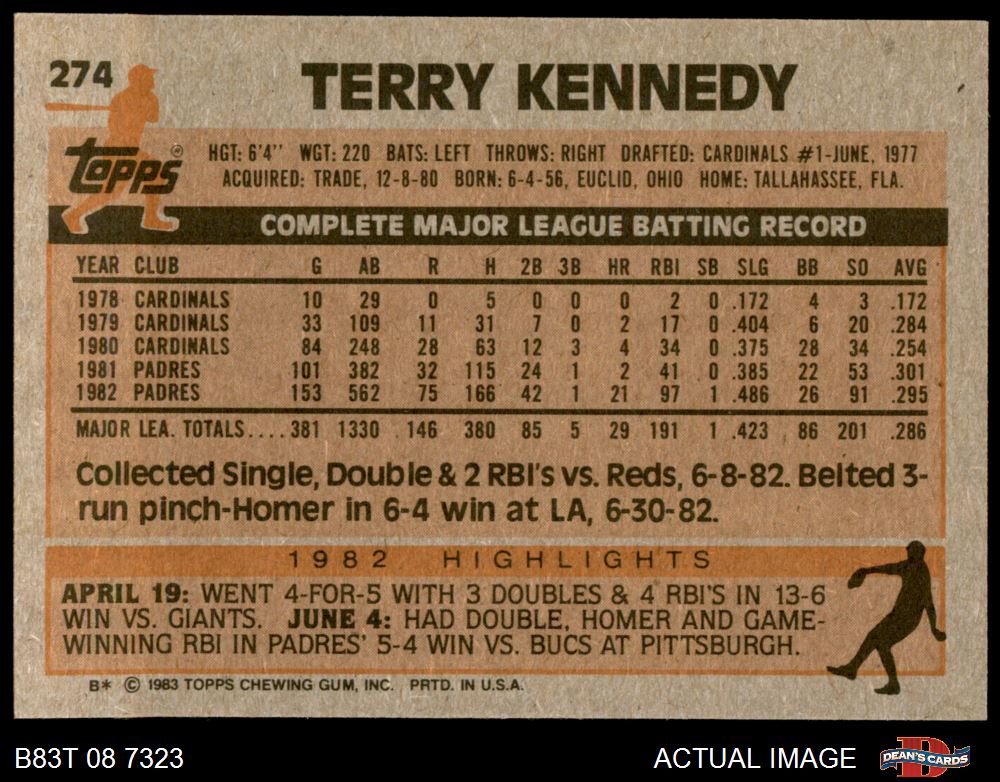 274
TERRY KENNEDY
Topps ®
HGT: 6'4" WGT: 220 BATS: LEFT THROWS: RIGHT DRAFTED: CARDINALS #1-JUNE, 1977
ACQUIRED: TRADE, 12-8-80 BORN: 6-4-56, EUCLID, OHIO HOME: TALLAHASSEE, FLA.
COMPLETE MAJOR LEAGUE BATTING RECORD
YEAR CLUB G AB R H 2B 3B HR RBI SB SLG BB SO AVG
1978 CARDINALS 10 29 0 5 0 0 0 2 0 .172 4 3 .172
1979 CARDINALS 33 109 11 31 7 0 2 17 0 .404 6 20 .284
1980 CARDINALS 84 248 28 63 12 3 4 34 0 .375 28 34 .254
1981 PADRES 101 382 32 115 24 1 2 41 0 .385 22 53 .301
1982 PADRES 153 562 75 166 42 1 21 97 1 .486 26 91 .295
MAJOR LEA. TOTALS....381 1330 146 380 85 5 29 191 1 .423 86 201 .286
Collected Single, Double & 2 RBI's vs. Reds, 6-8-82. Belted 3-
run pinch-Homer in 6-4 win at LA, 6-30-82.
1982 HIGHLIGHTS
APRIL 19: WENT 4-FOR-5 WITH 3 DOUBLES & 4 RBI'S IN 13-6
WIN VS. GIANTS. JUNE 4: HAD DOUBLE, HOMER AND GAME-
WINNING RBI IN PADRES' 5-4 WIN VS. BUCS AT PITTSBURGH.
B* © 1983 TOPPS CHEWING GUM, INC. PRTD. IN U.S.A.
B83T 08 7323
ACTUAL IMAGE
DEAN'S CARDS